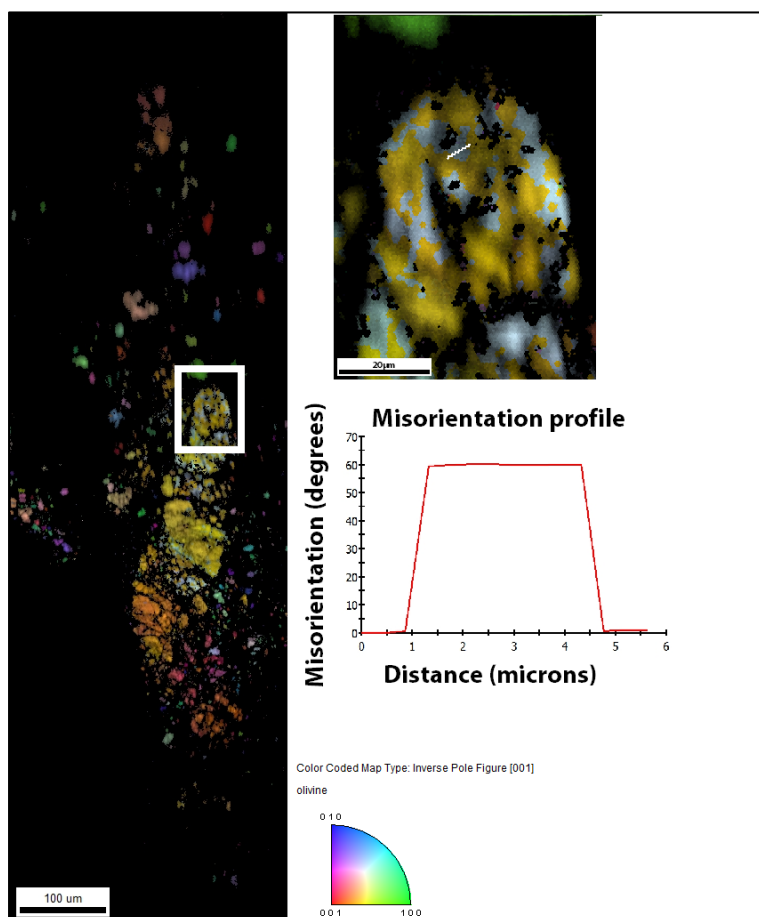 20µm
Misorientation profile
Misorientation (degrees)
70
60
50
40
30
20
10
0
0 1 2 3 4 5 6
Distance (microns)
Color Coded Map Type: Inverse Pole Figure [001]
olivine
0 1 0
0 0 1 1 0 0
100 um